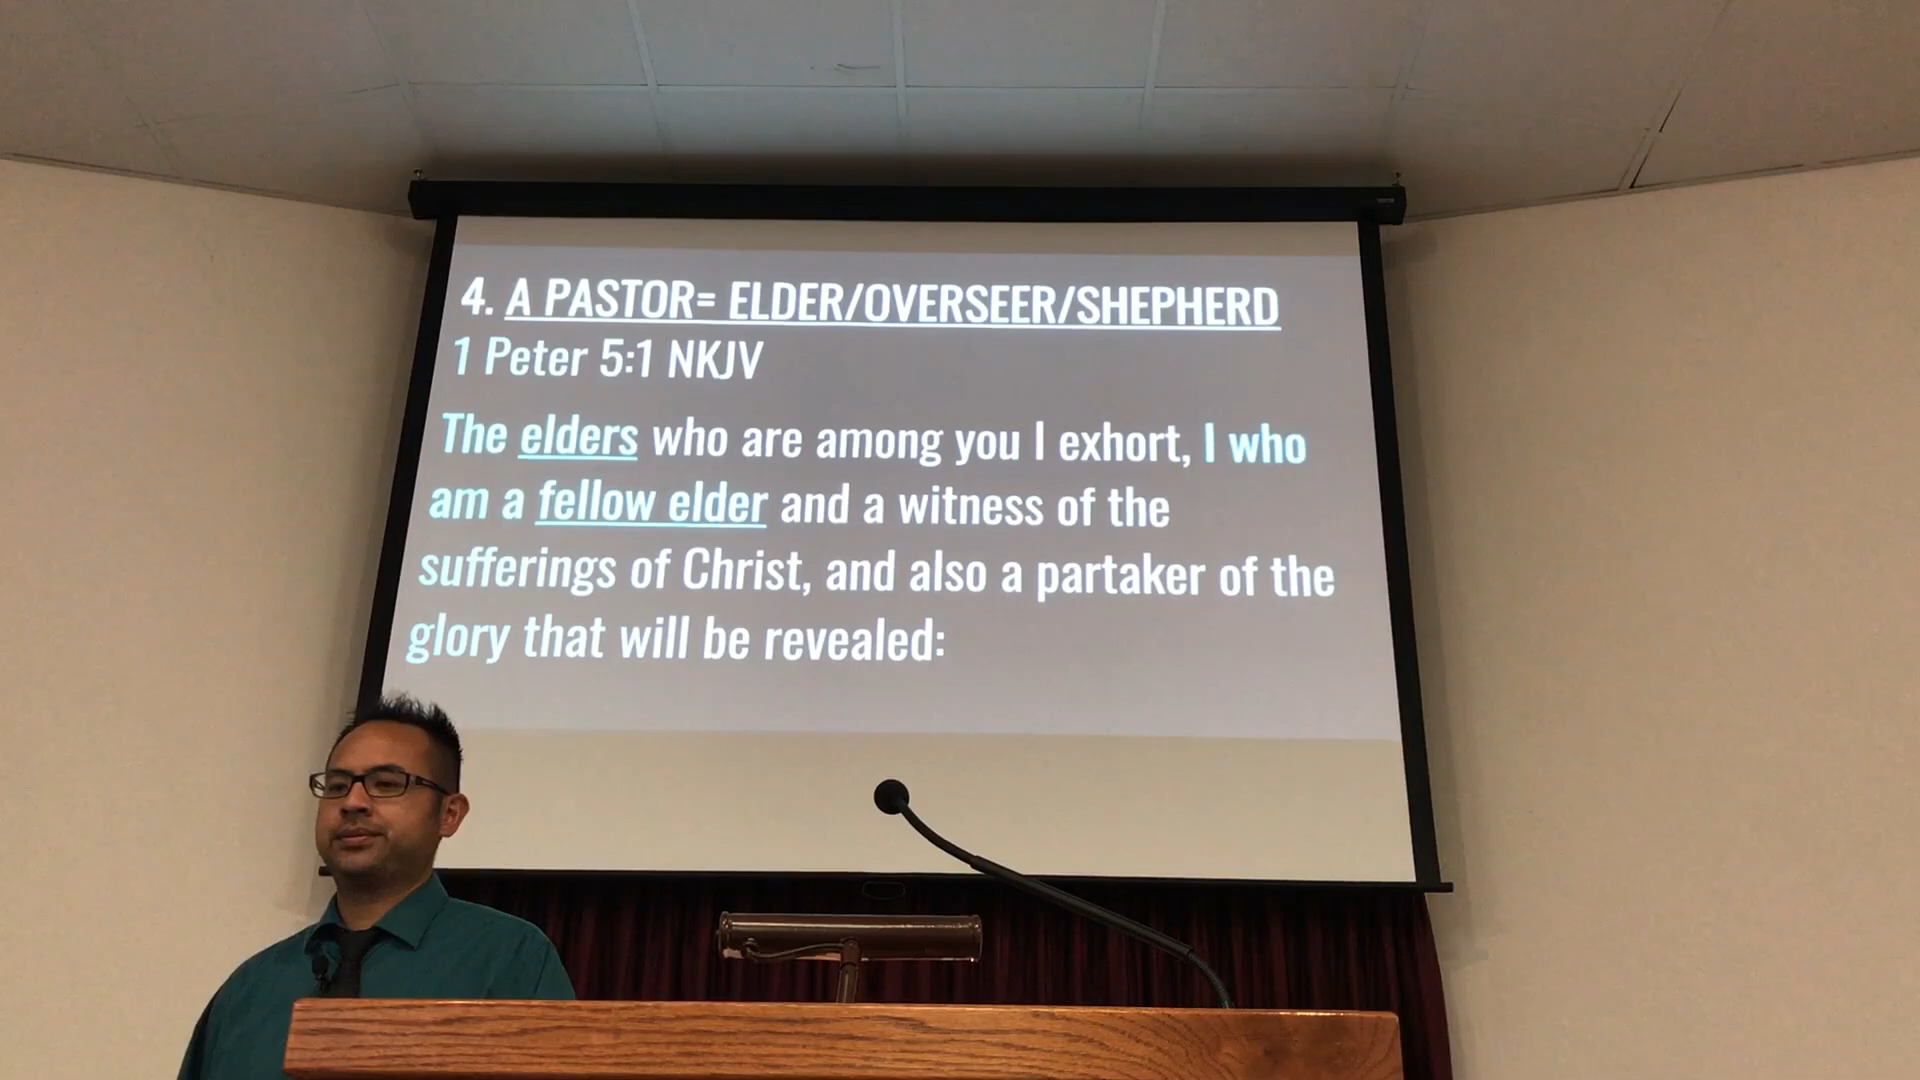 4. A PASTOR= ELDER/OVERSEER/SHEPHERD
1 Peter 5:1 NKJV
The elders who are among you I exhort, I who
am a fellow elder and a witness of the
sufferings of Christ, and also a partaker of the
glory that will be revealed: